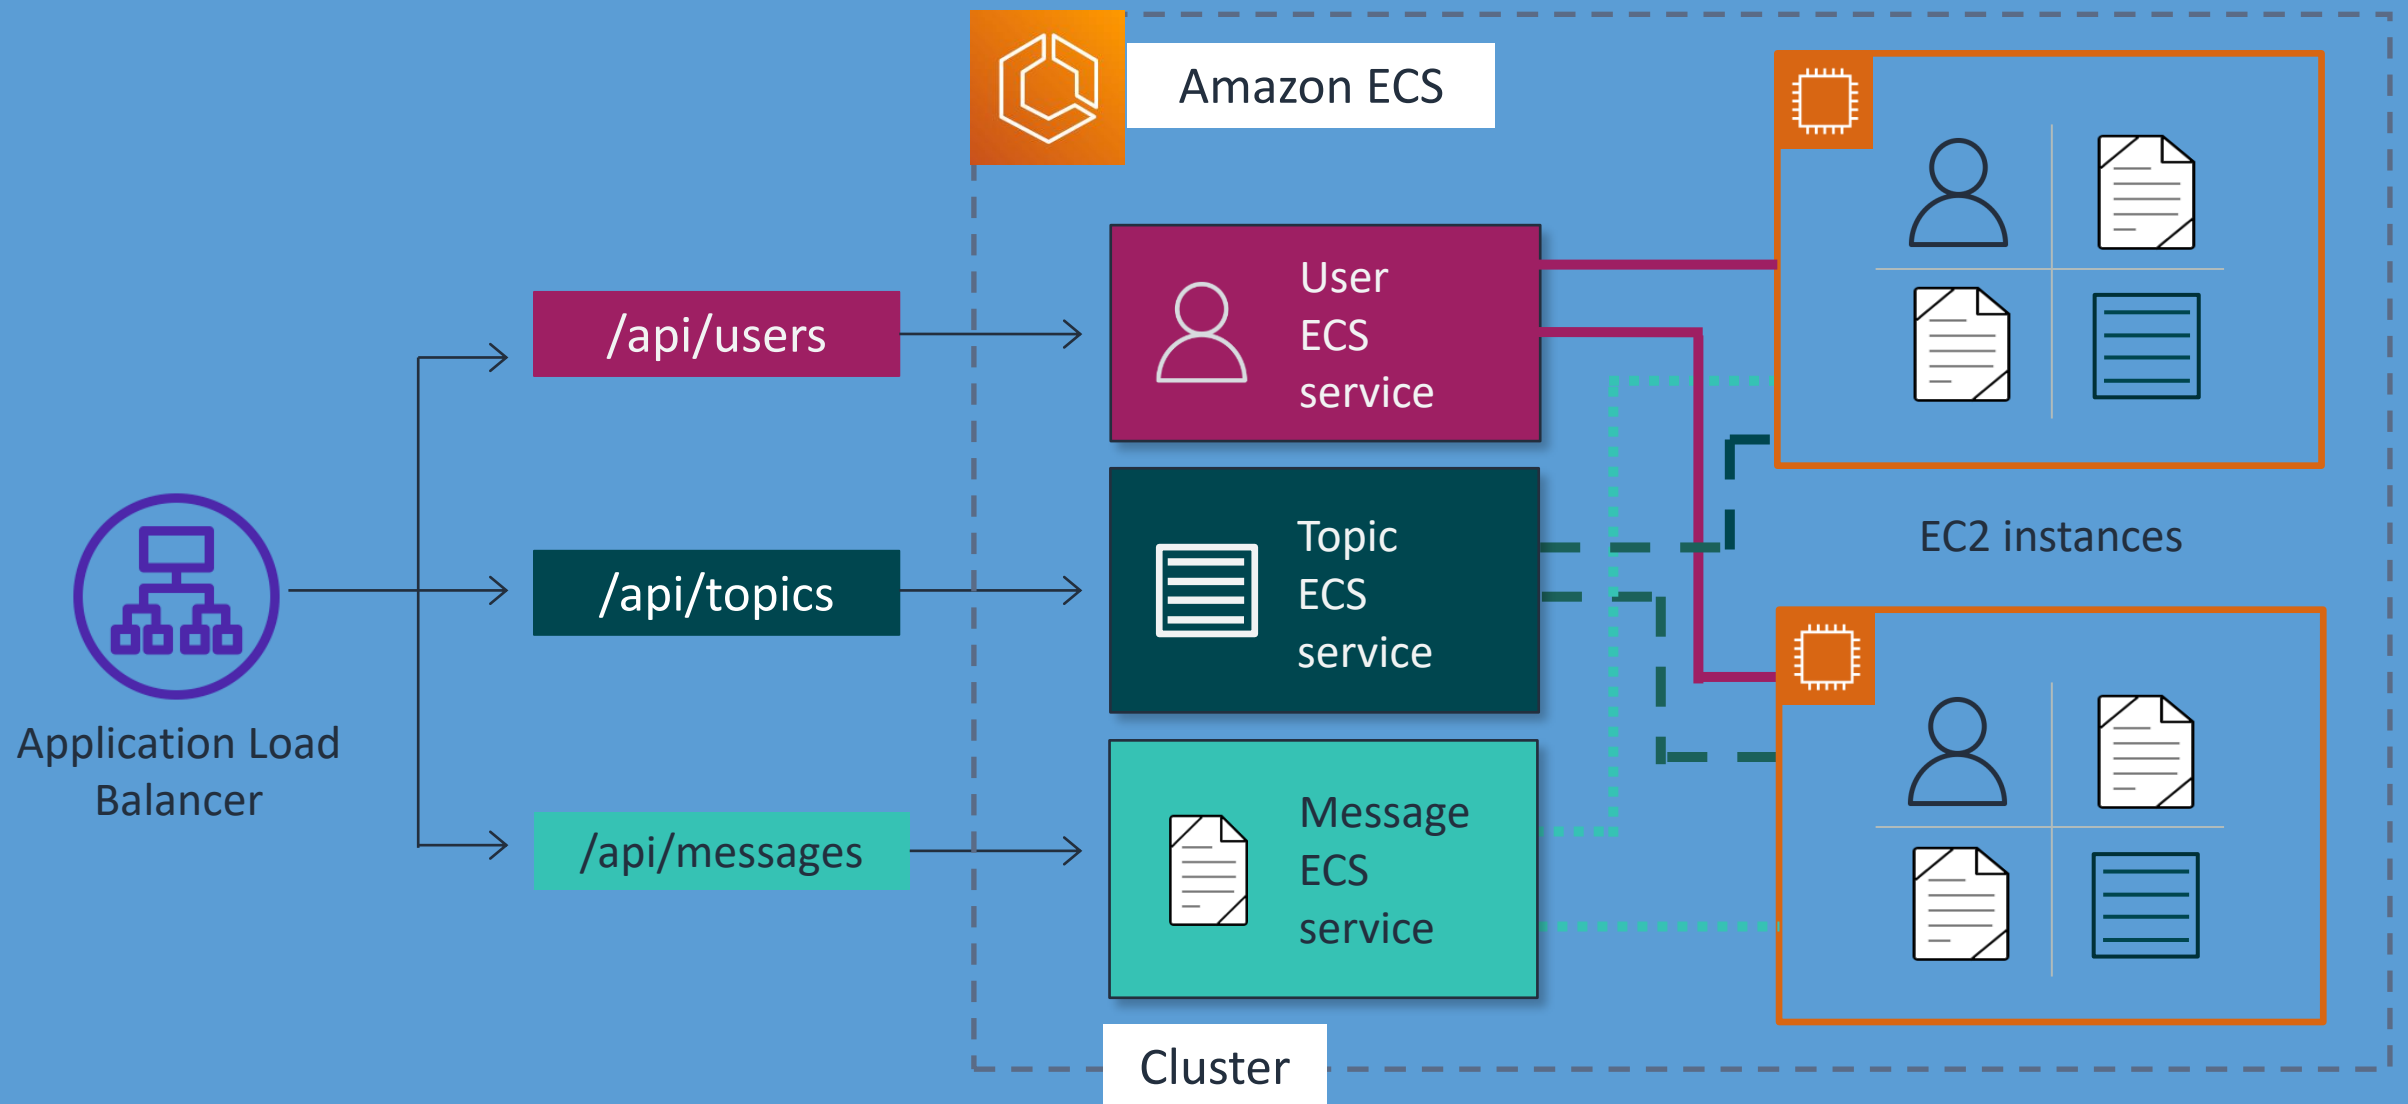 Amazon ECS
/api/users
User
ECS
service
/api/topics
Topic
ECS
service
EC2 instances
Application Load
Balancer
/api/messages
Message
ECS
service
Cluster